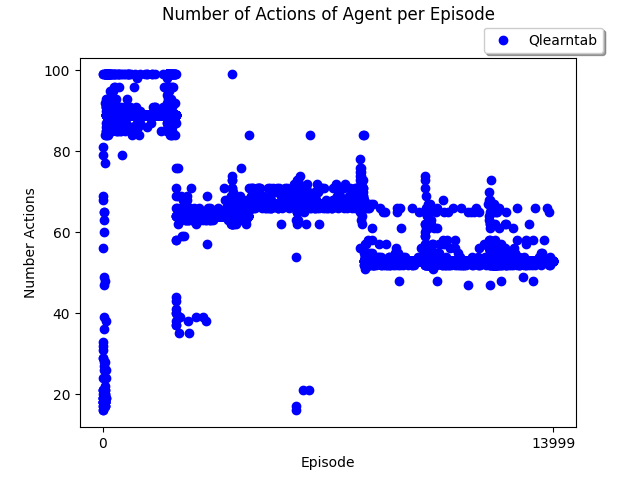 Number of Actions of Agent per Episode
Qlearntab
100
80
60
40
20
Number Actions
0
13999
Episode